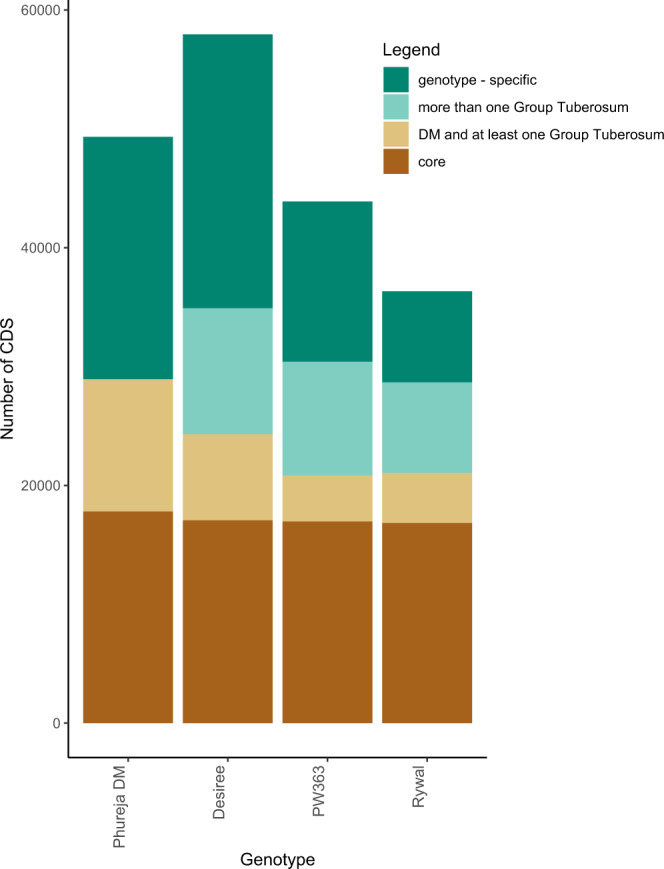 60000
40000
20000
0
Number of CDS
Legend
genotype - specific
more than one Group Tuberosum
DM and at least one Group Tuberosum
core
Phureja DM
Desiree
PW363
Rywal
Genotype